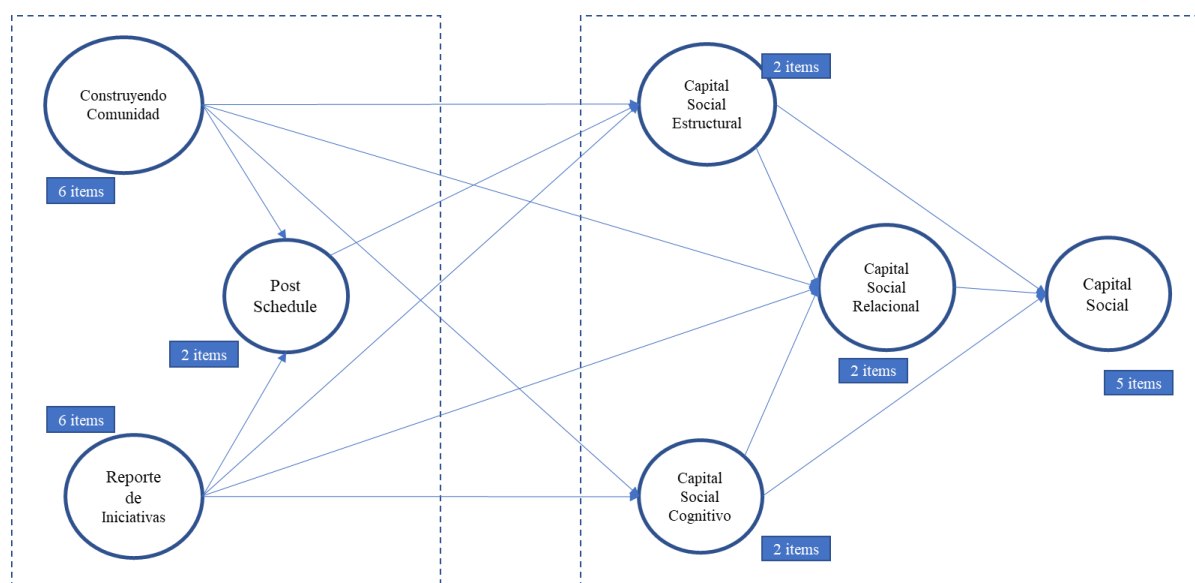 Construyendo
Comunidad
6 items
Post
Schedule
2 items
6 items
Reporte
de
Iniciativas
2 items
Capital
Social
Estructural
Capital
Social
Relacional
2 items
Capital
Social
5 items
Capital
Social
Cognitivo
2 items